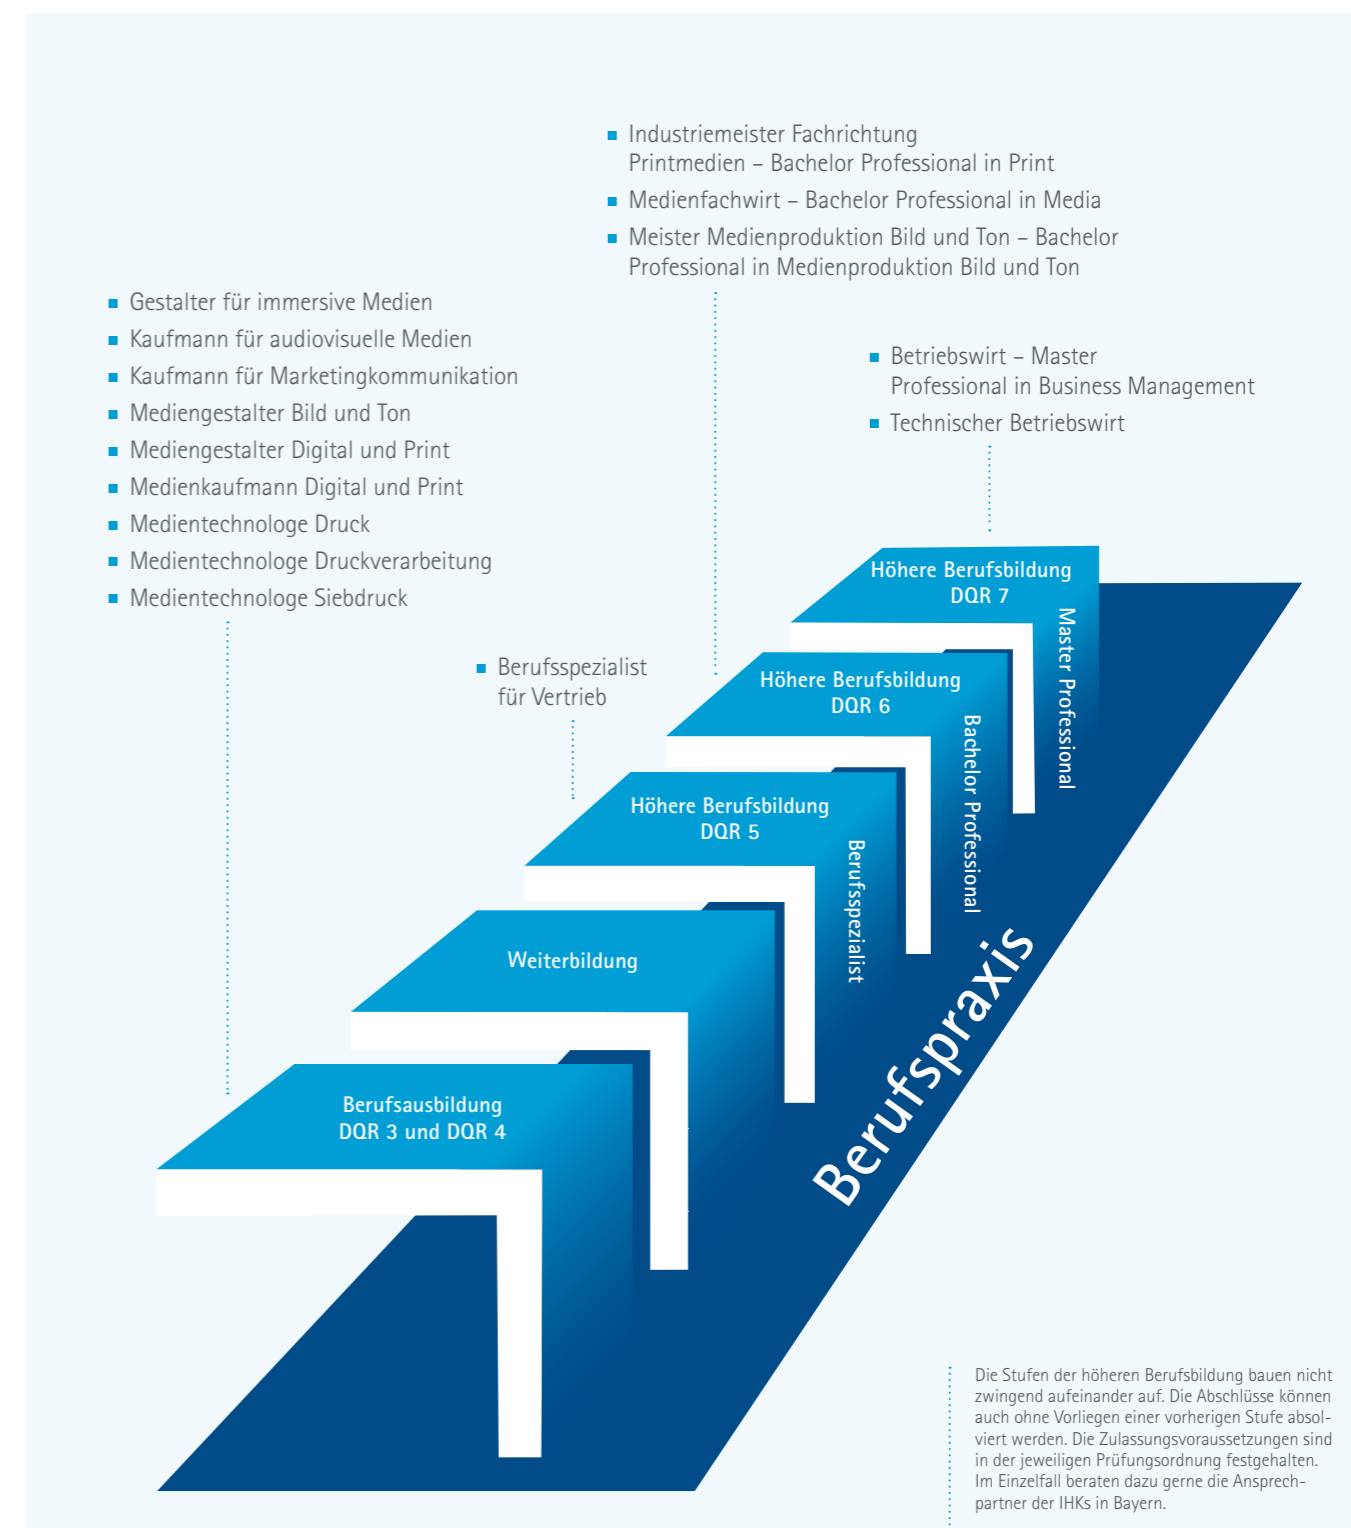 Industriemeister Fachrichtung
Printmedien – Bachelor Professional in Print
Medienfachwirt – Bachelor Professional in Media
Meister Medienproduktion Bild und Ton – Bachelor
Professional in Medienproduktion Bild und Ton
Gestalter für immersive Medien
Kaufmann für audiovisuelle Medien
Kaufmann für Marketingkommunikation
Mediengestalter Bild und Ton
Mediengestalter Digital und Print
Medienkaufmann Digital und Print
Medientechnologe Druck
Medientechnologe Druckverarbeitung
Medientechnologe Siebdruck
Betriebswirt – Master
Professional in Business Management
Technischer Betriebswirt
Berufsspezialist
für Vertrieb
Höhere Berufsbildung
DQR 7
Master Professional
Höhere Berufsbildung
DQR 6
Bachelor Professional
Höhere Berufsbildung
DQR 5
Berufsspezialist
Weiterbildung
Berufsausbildung
DQR 3 und DQR 4
Berufspraxis
Die Stufen der höheren Berufsbildung bauen nicht
zwingend aufeinander auf. Die Abschlüsse können
auch ohne Vorliegen einer vorherigen Stufe absol-
viert werden. Die Zulassungsvoraussetzungen sind
in der jeweiligen Prüfungsordnung festgehalten.
Im Einzelfall beraten dazu gerne die Ansprech-
partner der IHKs in Bayern.